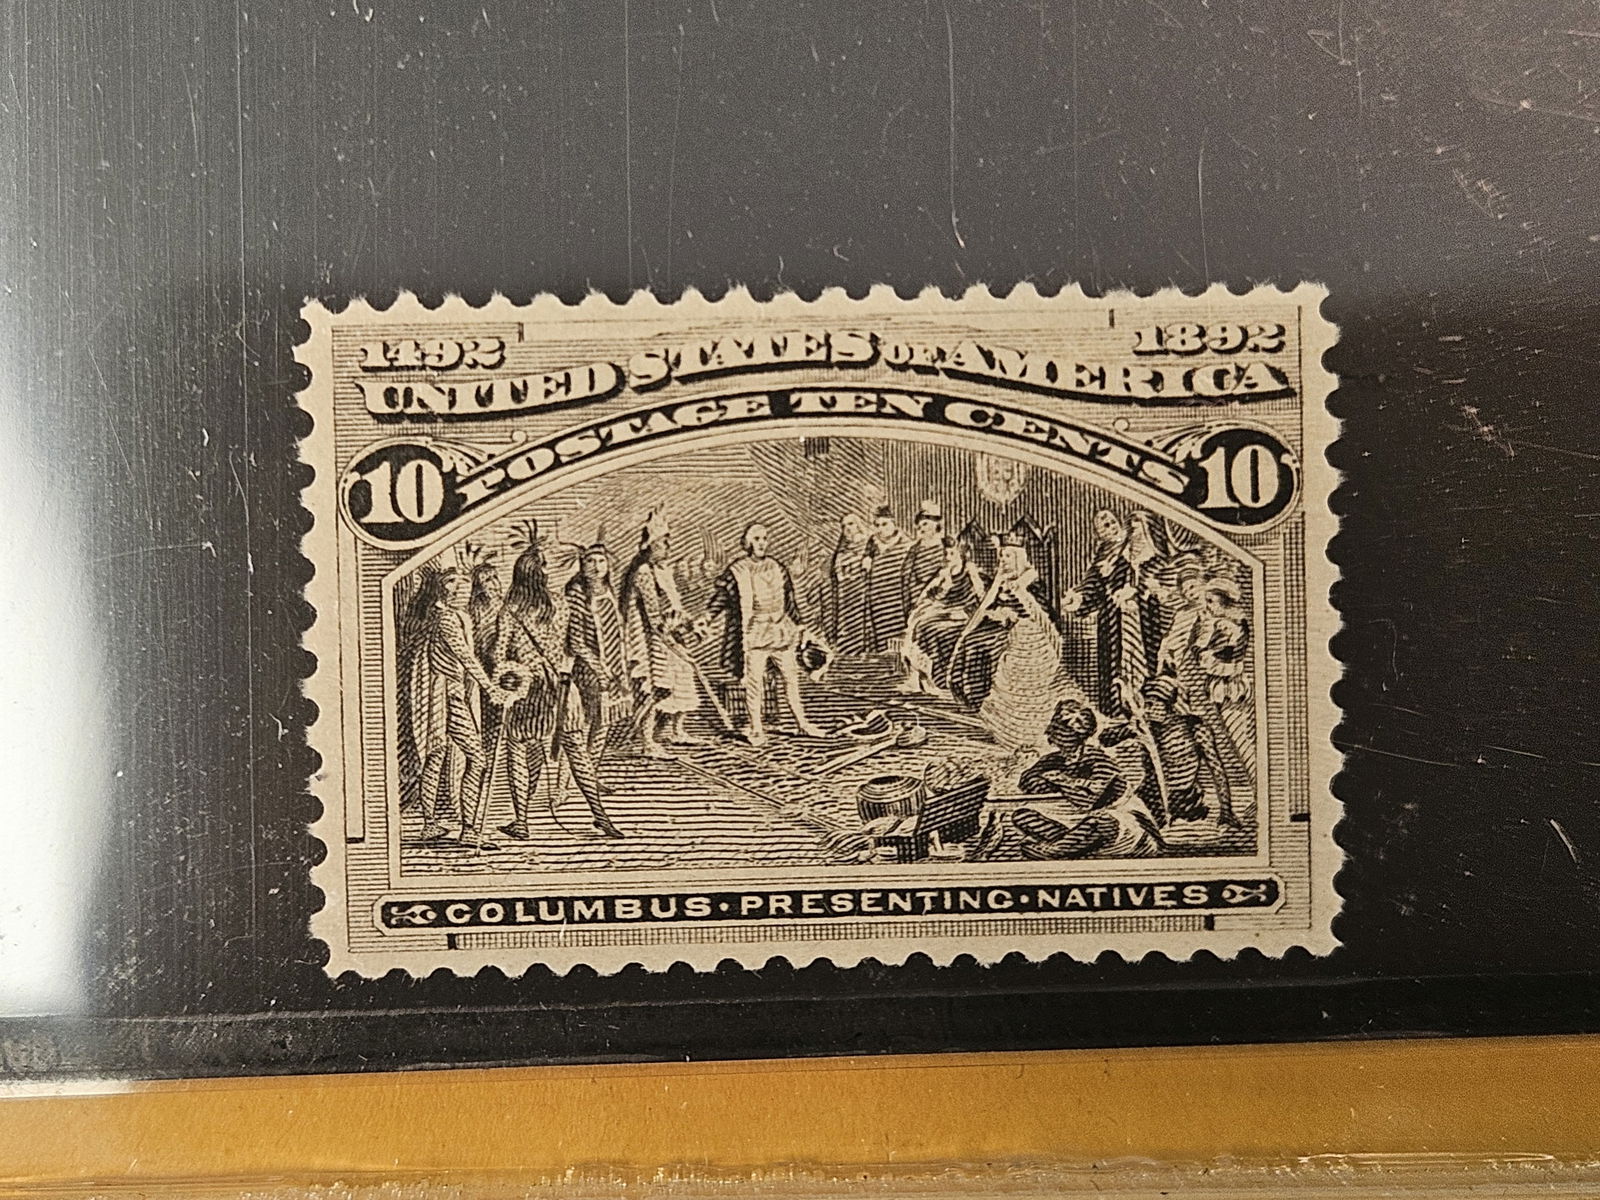 1492 1892
UNITED STATES OF AMERICA
POSTAGE TEN CENTS
10 10
COLUMBUS · PRESENTING · NATIVES